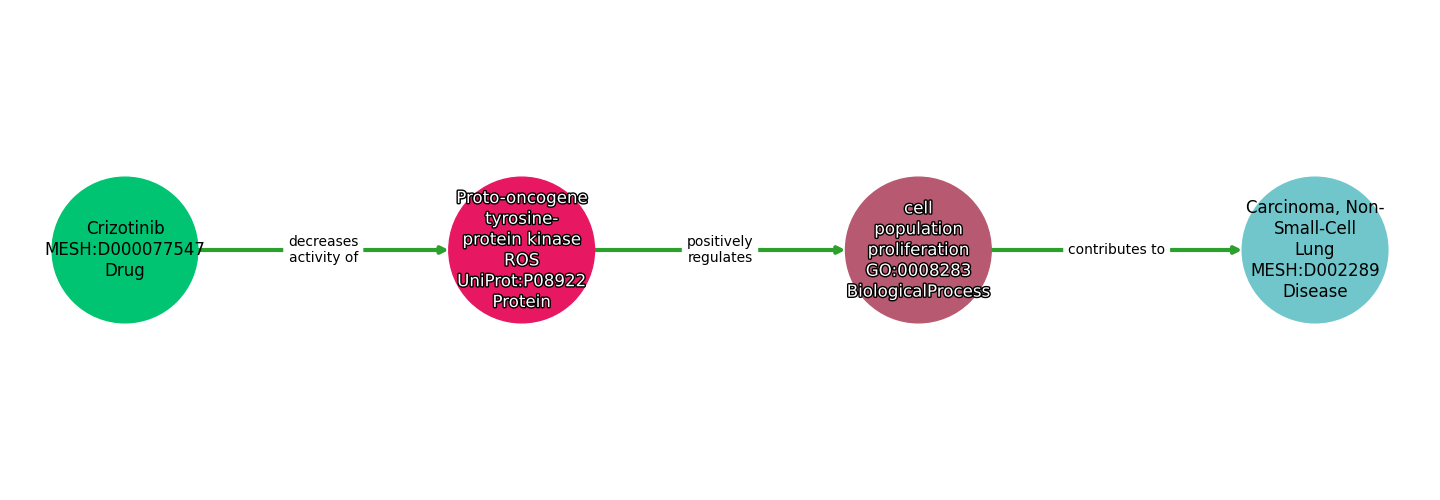 Crizotinib
MESH:D000077547
Drug
decreases
activity of
Proto-oncogene
tyrosine-
protein kinase
ROS
UniProt:P08922
Protein
positively
regulates
cell
population
proliferation
GO:0008283
BiologicalProcess
contributes to
Carcinoma, Non-
Small-Cell
Lung
MESH:D002289
Disease